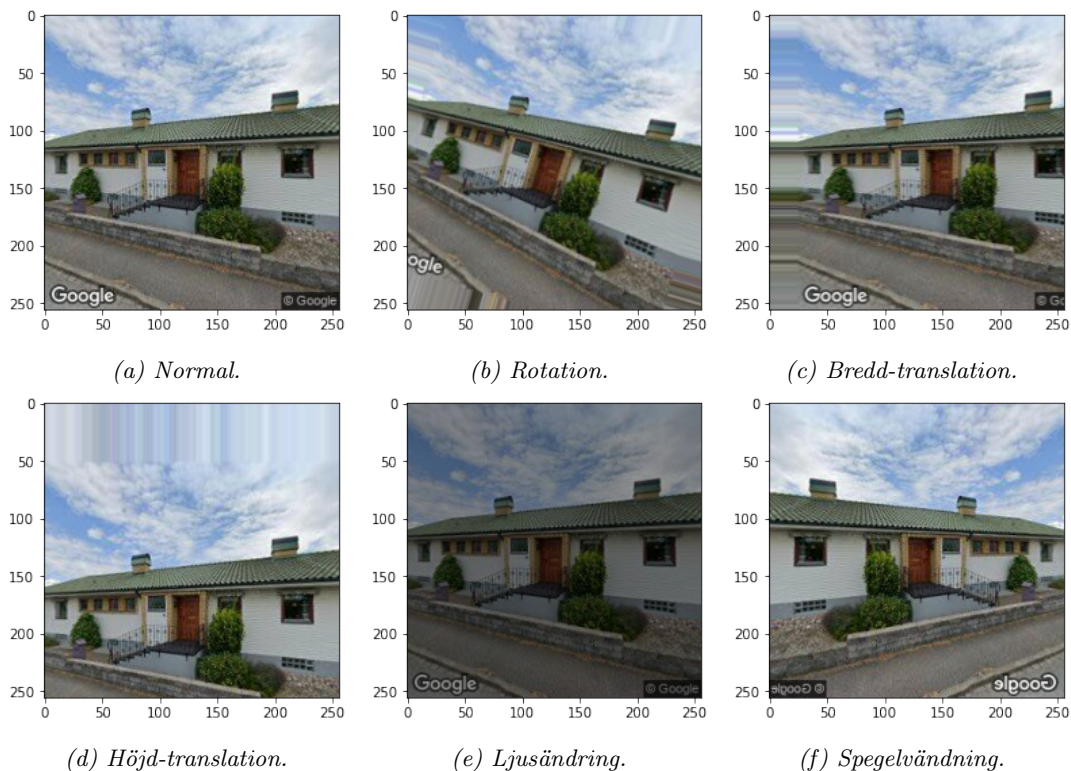 0
50
100
150
200
250
Google
© Google
0 50 100 150 200 250
(a) Normal.
0
50
100
150
200
250
ogle
0 50 100 150 200 250
(b) Rotation.
0
50
100
150
200
250
Google
© Go
0 50 100 150 200 250
(c) Bredd-translation.
0
50
100
150
200
250
0 50 100 150 200 250
(d) Höjd-translation.
0
50
100
150
200
250
Google
© Google
0 50 100 150 200 250
(e) Ljusändring.
0
50
100
150
200
250
© Google
Google
0 50 100 150 200 250
(f) Spegelvändning.